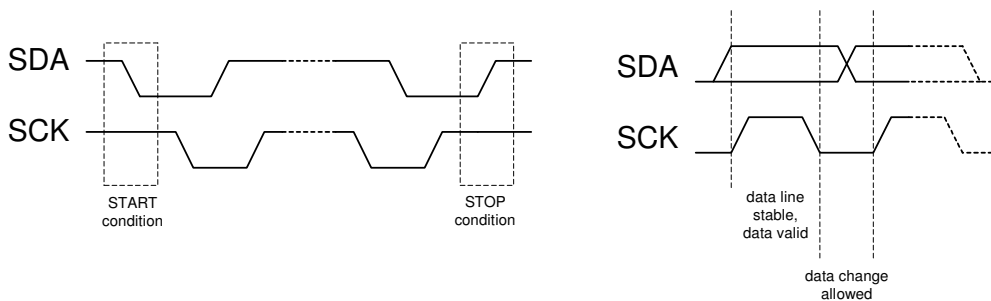 SDA
SCK
START
condition
STOP
condition
SDA
SCK
data line
stable,
data valid
data change
allowed